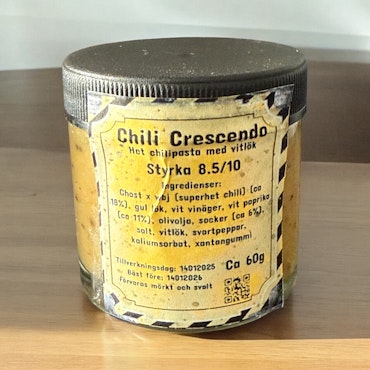 Chili Crescendo
Het chilipasta med vitlök
Styrka 8.5/10
Ingredienser:
Ghost x vbj (superhet chili) (ca
18%), gul lök, vit vinäger, vit paprika
(ca 11%), olivolja, socker (ca 6%),
salt, vitlök, svartpeppar,
kaliumsorbat, xantangummi
Tillverkningsdag: 14012025
Ca 60g
Bäst före: 14012026
Förvaras mörkt och svalt